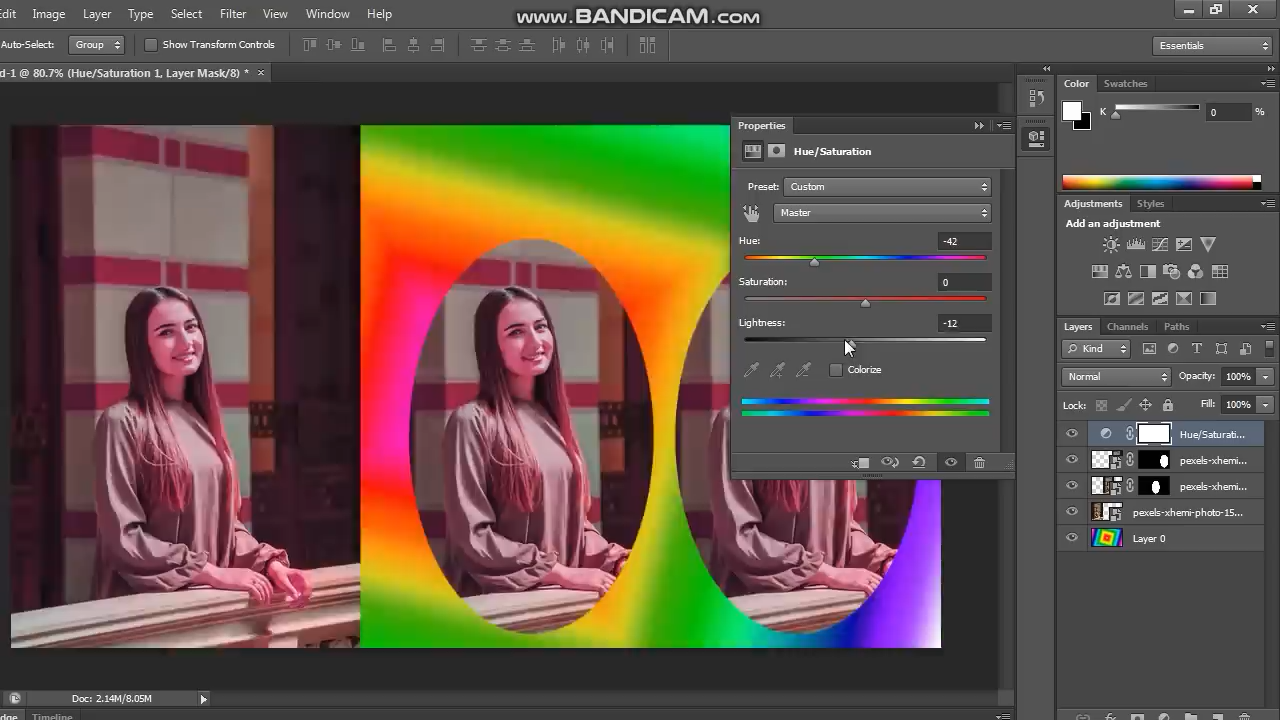 www.BANDICAM.com
Edit Image Layer Type Select Filter View Window Help
Auto-Select: Group Show Transform Controls Essentials
d-1 @ 80.7% (Hue/Saturation 1, Layer Mask/8) * ×
Color Swatches
K 0 %
Properties
Hue/Saturation
Preset: Custom
Master
Hue: -42
Saturation: 0
Lightness: -12
Colorize
Adjustments Styles
Add an adjustment
Layers Channels Paths
Kind
Normal Opacity: 100%
Lock: Fill: 100%
Hue/Saturati...
pexels-xhemi...
pexels-xhemi...
pexels-xhemi-photo-15...
Layer 0
Doc: 2.14M/8.05M
Timeline